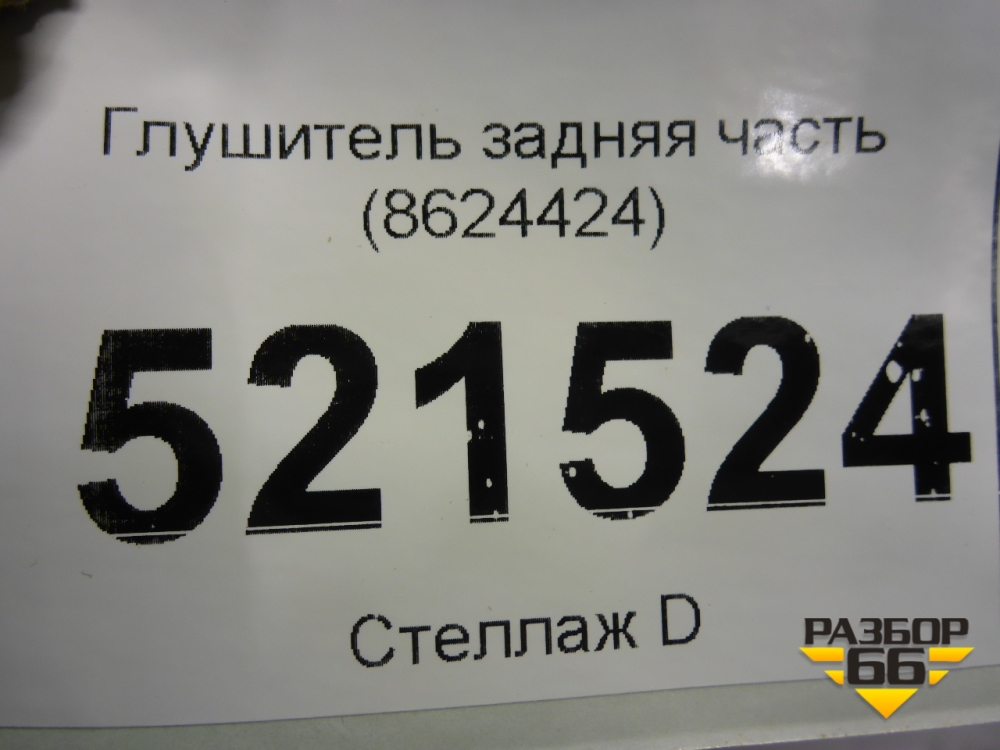 Глушитель задняя часть
(8624424)
521524
Стеллаж D
РАЗБОР
66